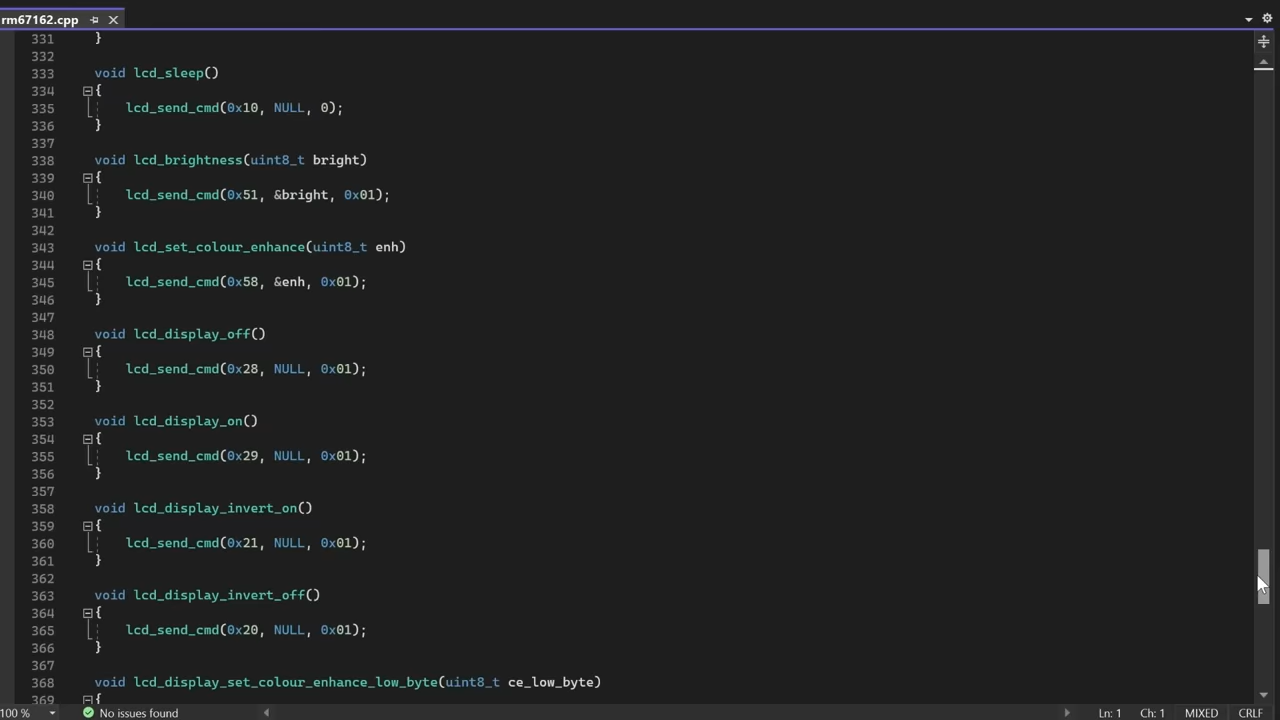 rm67162.cpp
331 }
332
333 void lcd_sleep()
334 {
335 lcd_send_cmd(0x10, NULL, 0);
336 }
337
338 void lcd_brightness(uint8_t bright)
339 {
340 lcd_send_cmd(0x51, &bright, 0x01);
341 }
342
343 void lcd_set_colour_enhance(uint8_t enh)
344 {
345 lcd_send_cmd(0x58, &enh, 0x01);
346 }
347
348 void lcd_display_off()
349 {
350 lcd_send_cmd(0x28, NULL, 0x01);
351 }
352
353 void lcd_display_on()
354 {
355 lcd_send_cmd(0x29, NULL, 0x01);
356 }
357
358 void lcd_display_invert_on()
359 {
360 lcd_send_cmd(0x21, NULL, 0x01);
361 }
362
363 void lcd_display_invert_off()
364 {
365 lcd_send_cmd(0x20, NULL, 0x01);
366 }
367
368 void lcd_display_set_colour_enhance_low_byte(uint8_t ce_low_byte)
369 {
100 % No issues found Ln: 1 Ch: 1 MIXED CRLF